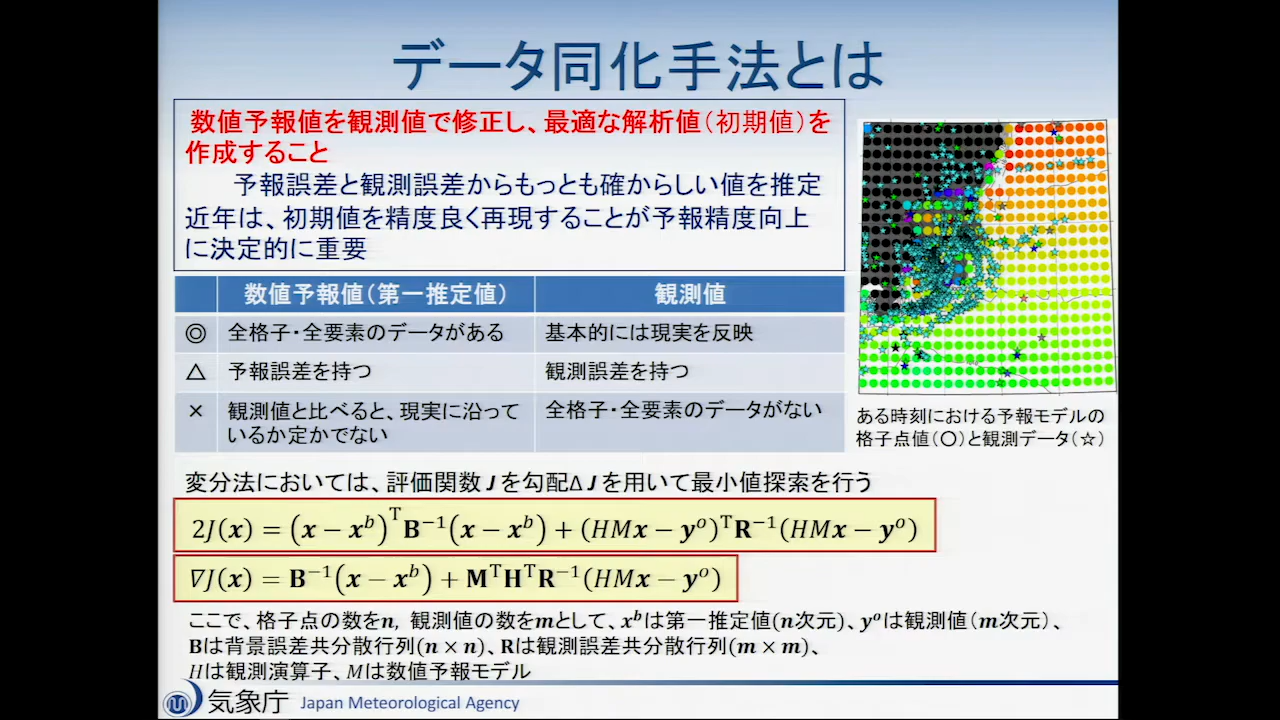 データ同化手法とは
数値予報値を観測値で修正し、最適な解析値(初期値)を
作成すること
予報誤差と観測誤差からもっとも確からしい値を推定
近年は、初期値を精度良く再現することが予報精度向上
に決定的に重要
数値予報値(第一推定値) 観測値
◎ 全格子・全要素のデータがある 基本的には現実を反映
△ 予報誤差を持つ 観測誤差を持つ
× 観測値と比べると、現実に沿って
いるか定かでない 全格子・全要素のデータがない
ある時刻における予報モデルの
格子点値(○)と観測データ(☆)
変分法においては、評価関数 J を勾配Δ J を用いて最小値探索を行う
2J(x) = (x − x^b)^T B^−1 (x − x^b) + (HMx − y^o)^T R^−1 (HMx − y^o)
∇J(x) = B^−1 (x − x^b) + M^T H^T R^−1 (HMx − y^o)
ここで、格子点の数をn, 観測値の数をmとして、x^bは第一推定値(n次元)、y^oは観測値(m次元)、
Bは背景誤差共分散行列(n × n)、Rは観測誤差共分散行列(m × m)、
Hは観測演算子、Mは数値予報モデル
気象庁 Japan Meteorological Agency